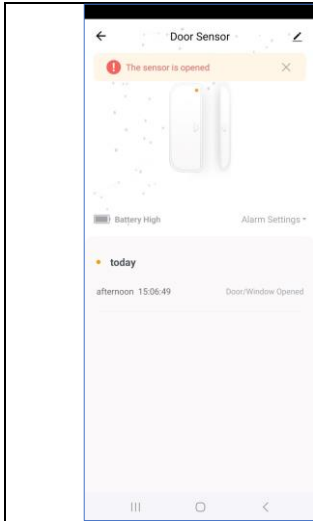 Door Sensor
The sensor is opened
Battery High
Alarm Settings
today
afternoon 15:06:49 Door/Window Opened